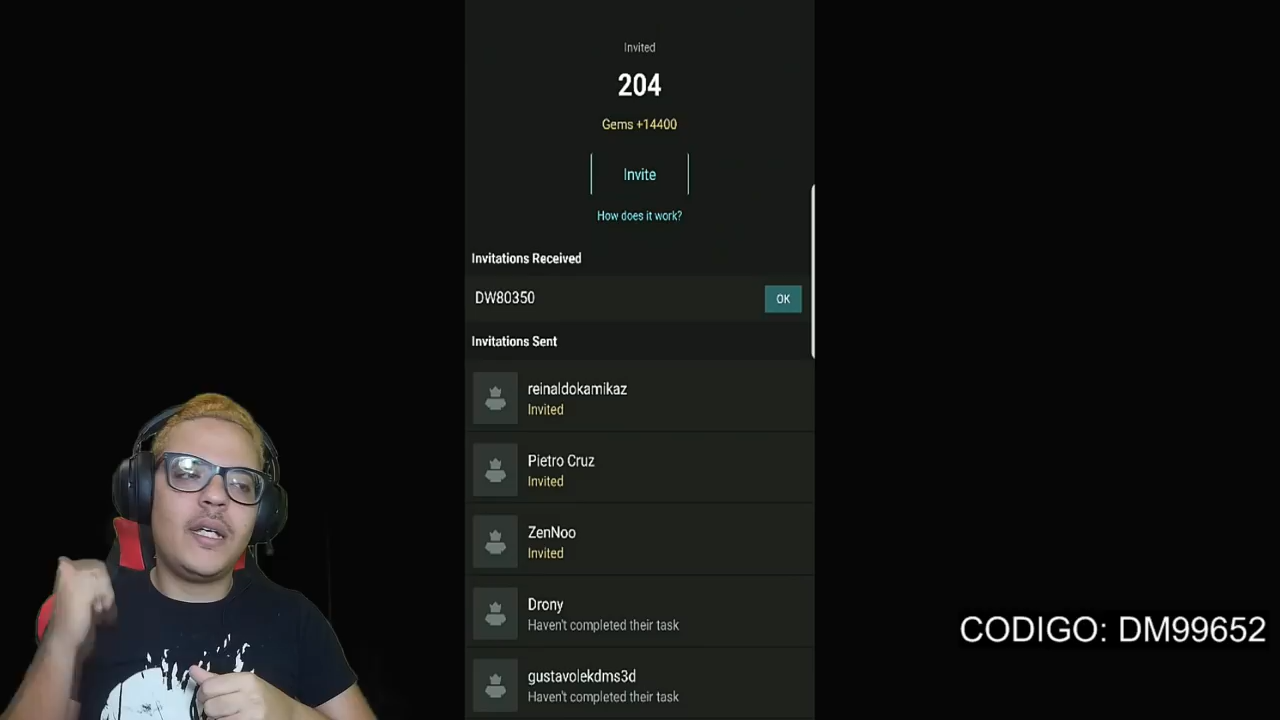 Invited
204
Gems +14400
Invite
How does it work?
Invitations Received
DW80350
OK
Invitations Sent
reinaldokamikaz
Invited
Pietro Cruz
Invited
ZenNoo
Invited
Drony
Haven't completed their task
gustavolekdms3d
Haven't completed their task
CODIGO: DM99652